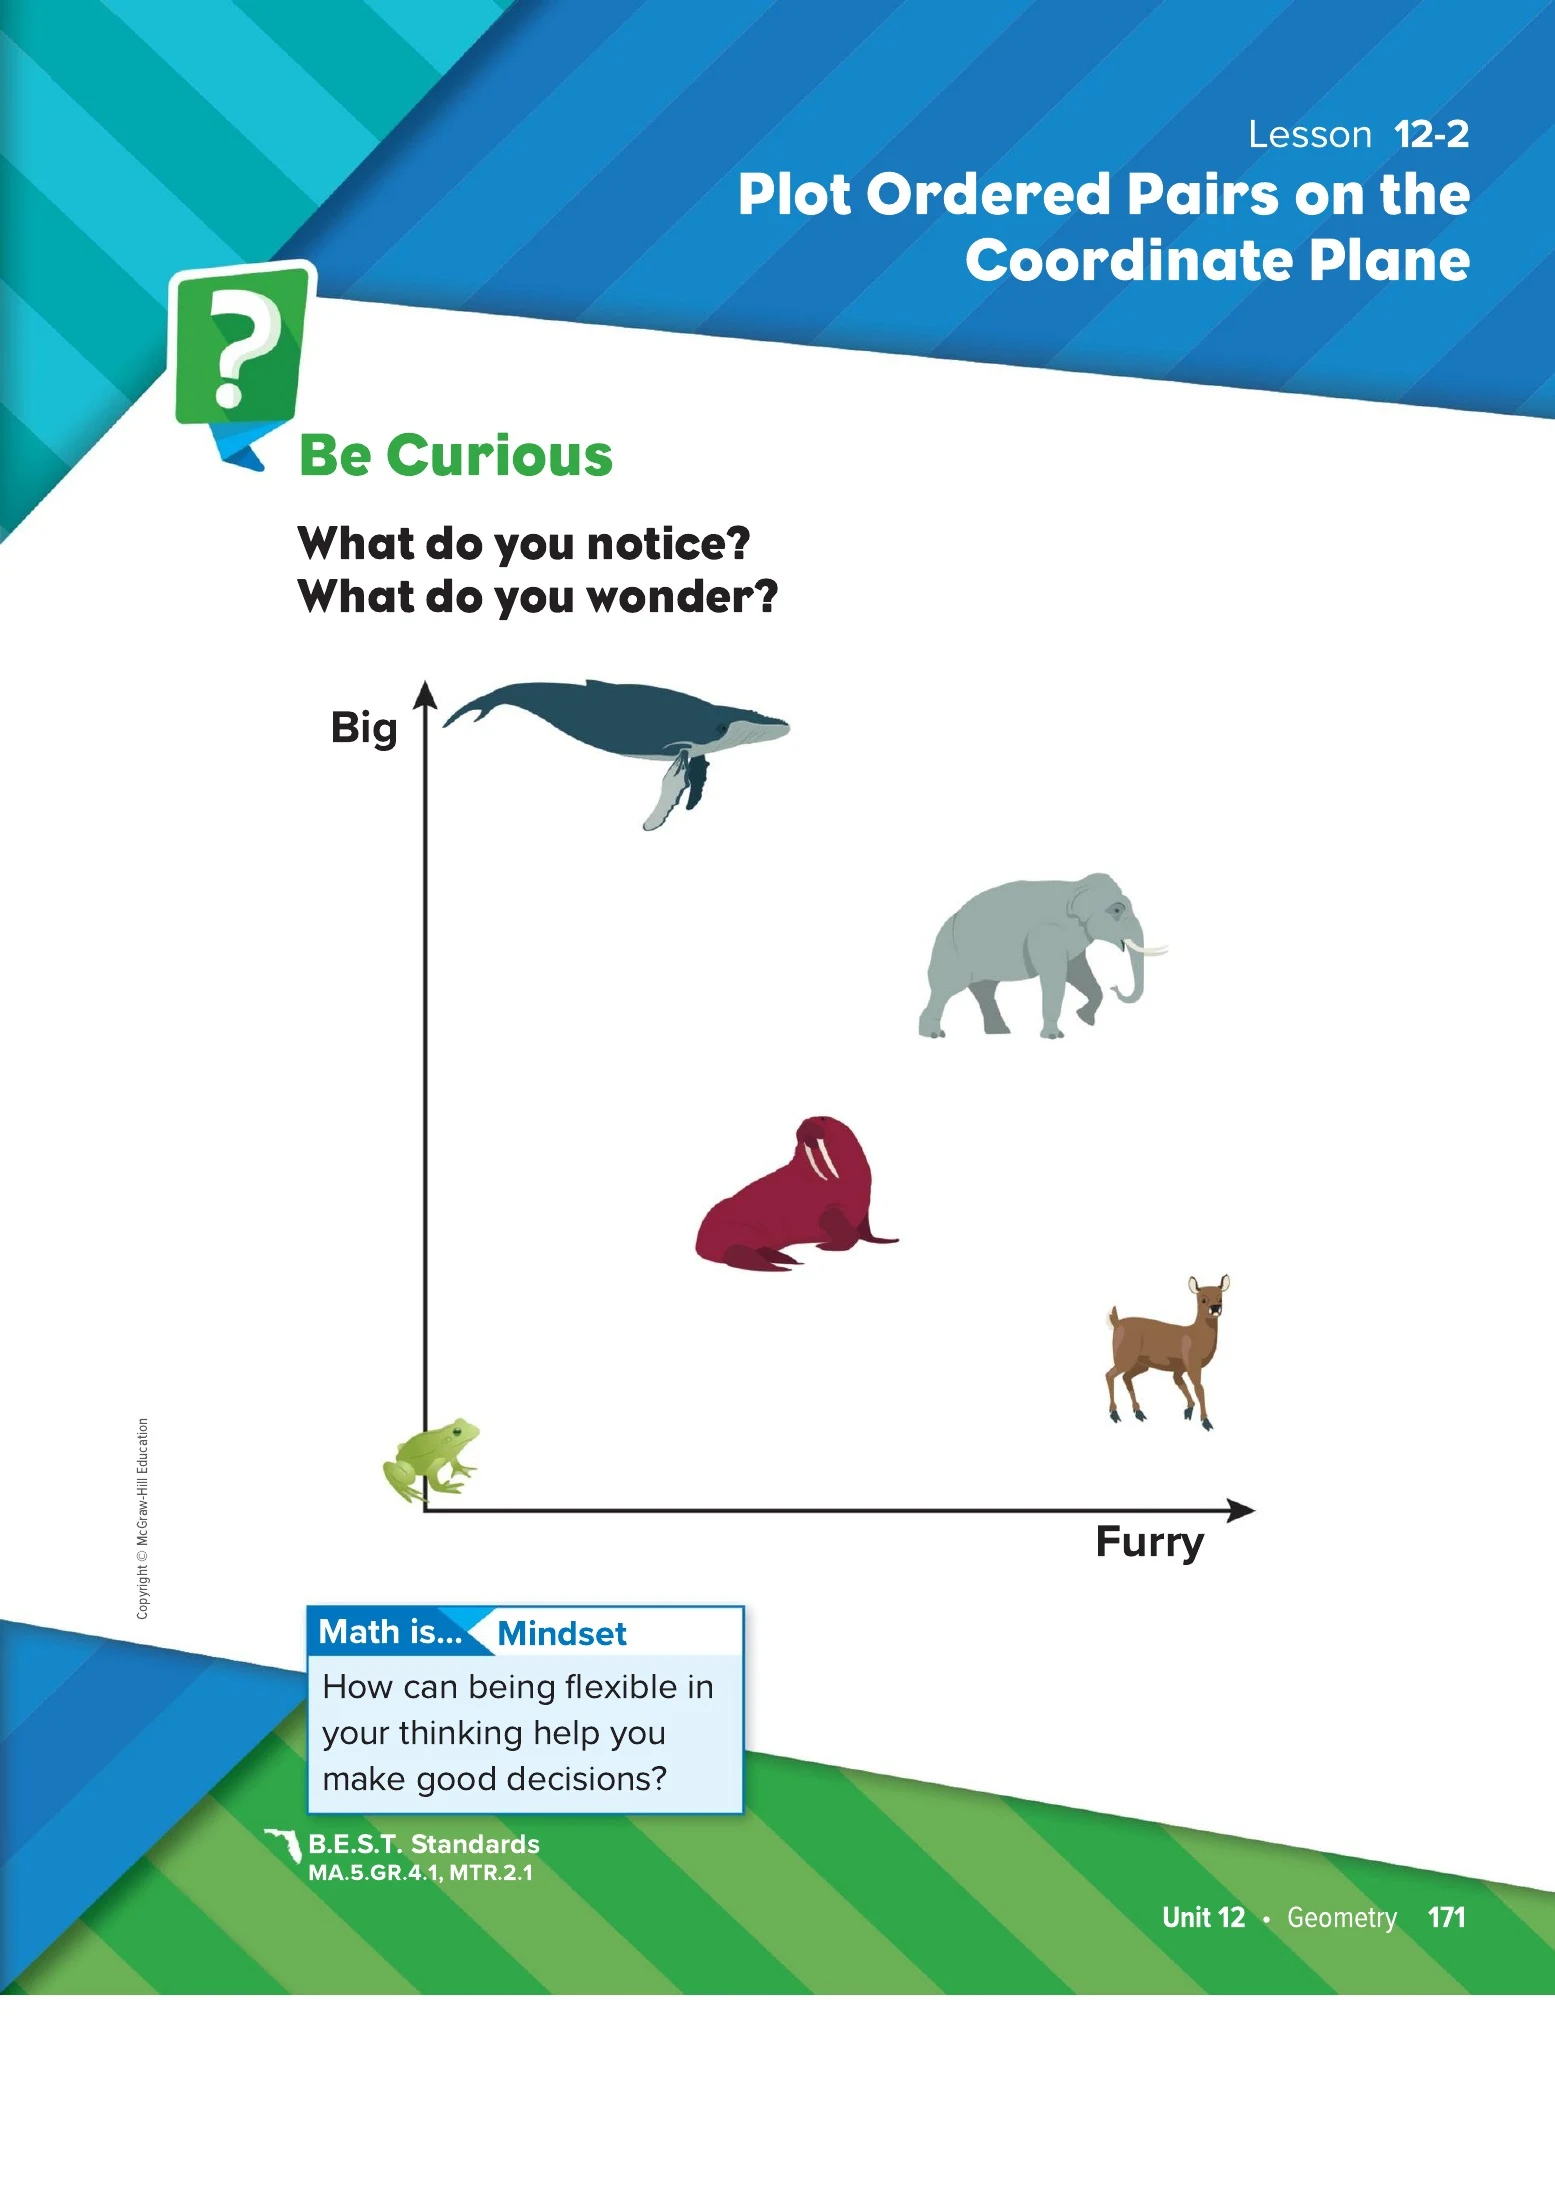 Lesson 12-2
Plot Ordered Pairs on the
Coordinate Plane
?
Be Curious
What do you notice?
What do you wonder?
Big
Furry
Copyright © McGraw-Hill Education
Math is... Mindset
How can being flexible in
your thinking help you
make good decisions?
B.E.S.T. Standards
MA.5.GR.4.1, MTR.2.1
Unit 12 • Geometry 171